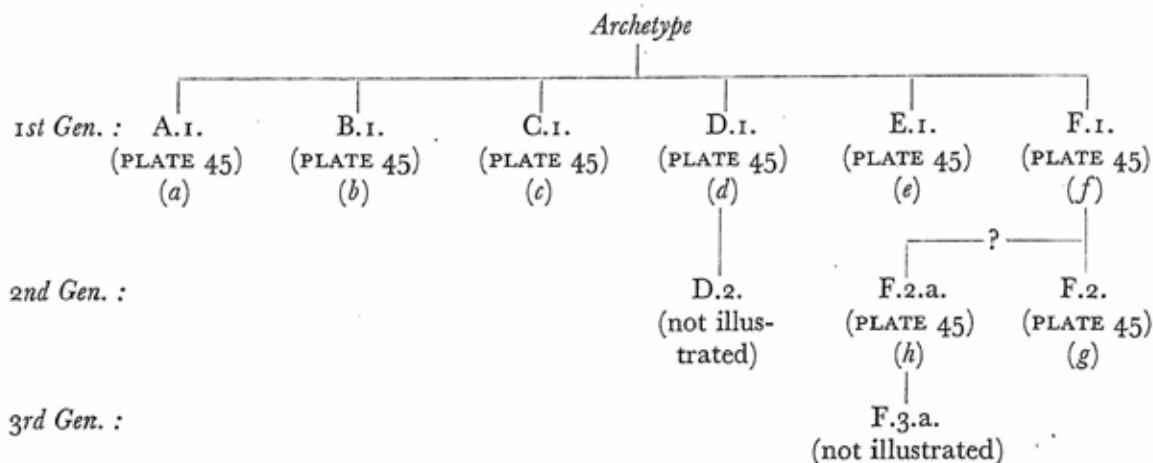 Archetype
1st Gen. : A.1. B.1. C.1. D.1. E.1. F.1.
(PLATE 45) (PLATE 45) (PLATE 45) (PLATE 45) (PLATE 45) (PLATE 45)
(a) (b) (c) (d) (e) (f)
?
2nd Gen. : D.2. F.2.a. F.2.
(not illus- (PLATE 45) (PLATE 45)
trated) (h) (g)
3rd Gen. : F.3.a.
(not illustrated)